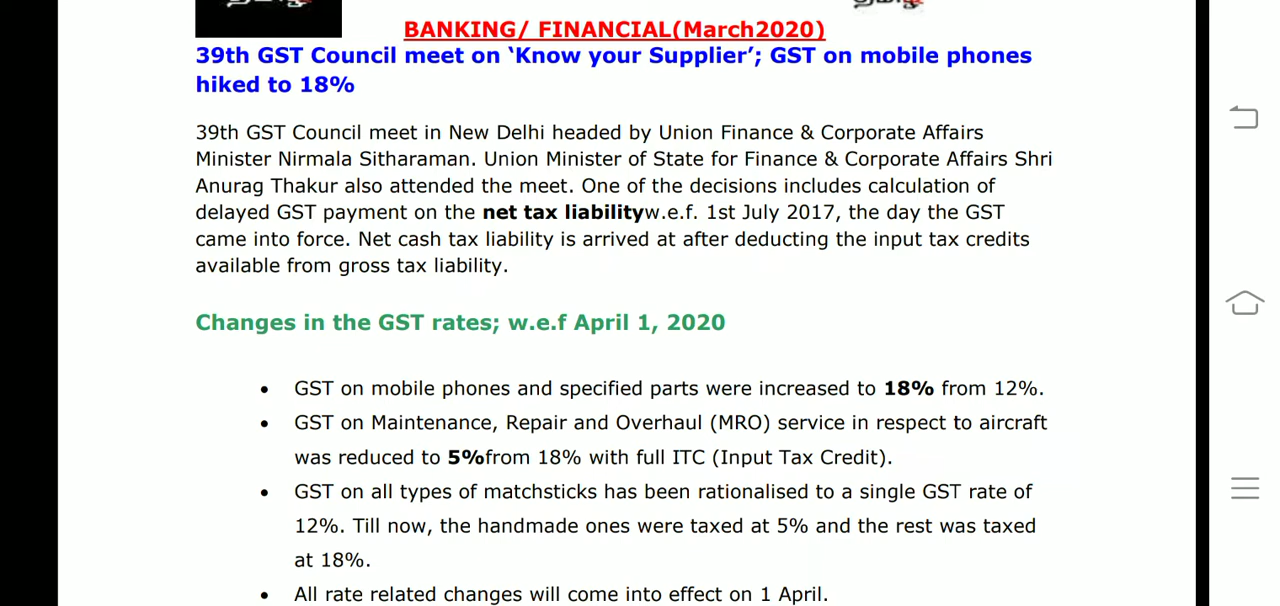 BANKING/ FINANCIAL(March2020)
39th GST Council meet on ‘Know your Supplier’; GST on mobile phones
hiked to 18%
39th GST Council meet in New Delhi headed by Union Finance & Corporate Affairs
Minister Nirmala Sitharaman. Union Minister of State for Finance & Corporate Affairs Shri
Anurag Thakur also attended the meet. One of the decisions includes calculation of
delayed GST payment on the net tax liabilityw.e.f. 1st July 2017, the day the GST
came into force. Net cash tax liability is arrived at after deducting the input tax credits
available from gross tax liability.
Changes in the GST rates; w.e.f April 1, 2020
• GST on mobile phones and specified parts were increased to 18% from 12%.
• GST on Maintenance, Repair and Overhaul (MRO) service in respect to aircraft
was reduced to 5%from 18% with full ITC (Input Tax Credit).
• GST on all types of matchsticks has been rationalised to a single GST rate of
12%. Till now, the handmade ones were taxed at 5% and the rest was taxed
at 18%.
• All rate related changes will come into effect on 1 April.